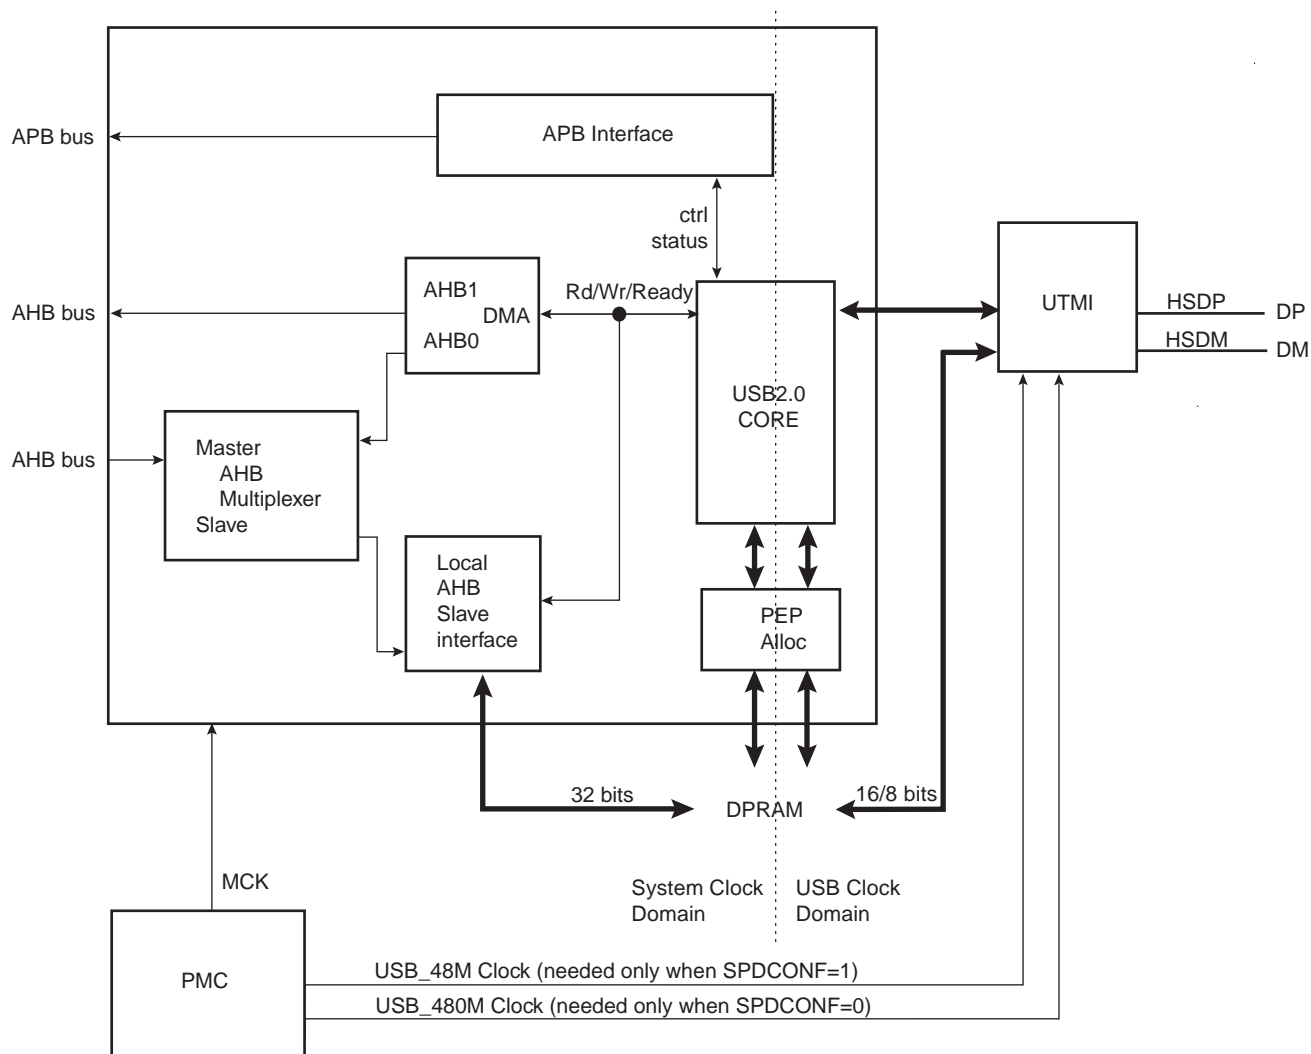 APB bus
APB Interface
ctrl
status
AHB bus
AHB1
DMA
AHB0
Rd/Wr/Ready
UTMI
HSDP
DP
HSDM
DM
USB2.0
CORE
AHB bus
Master
AHB
Multiplexer
Slave
Local
AHB
Slave
interface
PEP
Alloc
32 bits
DPRAM
16/8 bits
MCK
System Clock
Domain
USB Clock
Domain
PMC
USB_48M Clock (needed only when SPDCONF=1)
USB_480M Clock (needed only when SPDCONF=0)